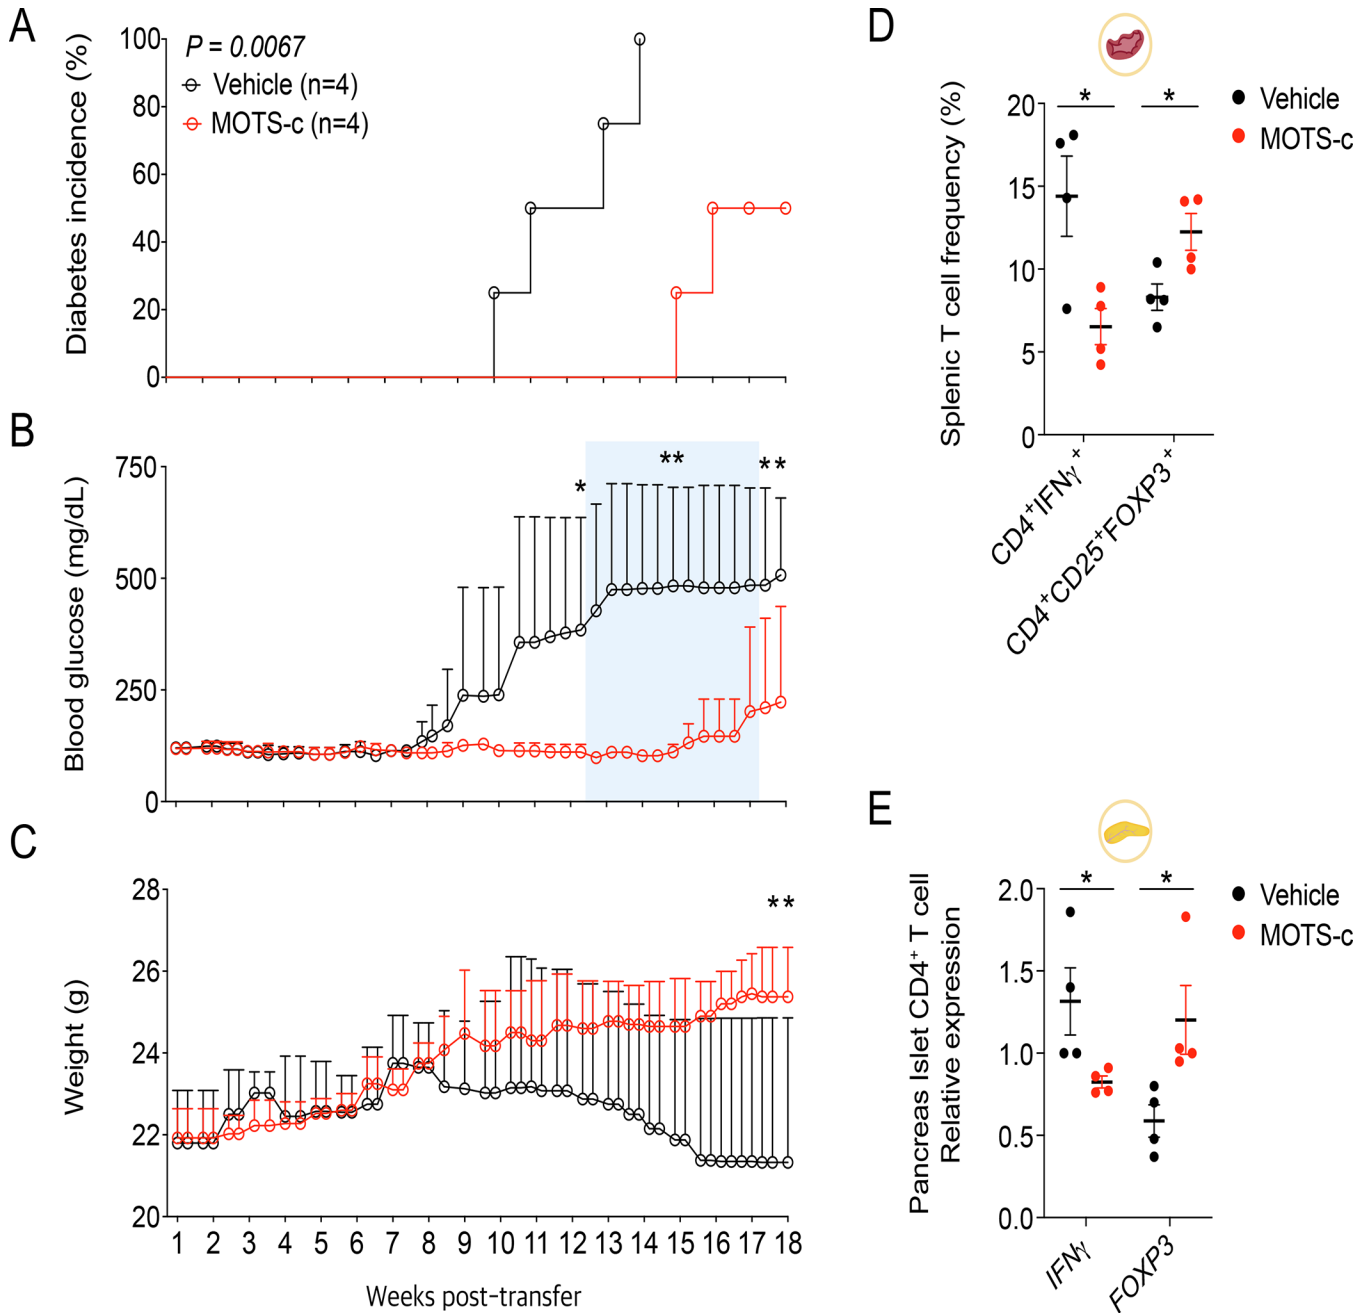 A
Diabetes incidence (%)
100
80
60
40
20
0
P = 0.0067
Vehicle (n=4)
MOTS-c (n=4)
B
Blood glucose (mg/dL)
750
500
250
0
*
**
**
C
Weight (g)
28
26
24
22
20
**
1 2 3 4 5 6 7 8 9 10 11 12 13 14 15 16 17 18
Weeks post-transfer
D
Splenic T cell frequency (%)
20
15
10
5
0
* *
Vehicle
MOTS-c
CD4+IFNγ+
CD4+CD25+FOXP3+
E
Pancreas Islet CD4+ T cell
Relative expression
2.0
1.5
1.0
0.5
0.0
* *
Vehicle
MOTS-c
IFNγ
FOXP3